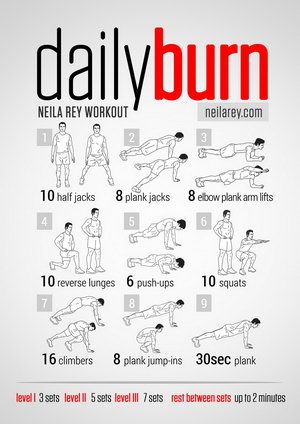 dailyburn
NEILA REY WORKOUT
neilarey.com
1 2 3
10 half jacks 8 plank jacks 8 elbow plank arm lifts
4 5 6
10 reverse lunges 6 push-ups 10 squats
7 8 9
16 climbers 8 plank jump-ins 30sec plank
level I 3 sets level II 5 sets level III 7 sets rest between sets up to 2 minutes